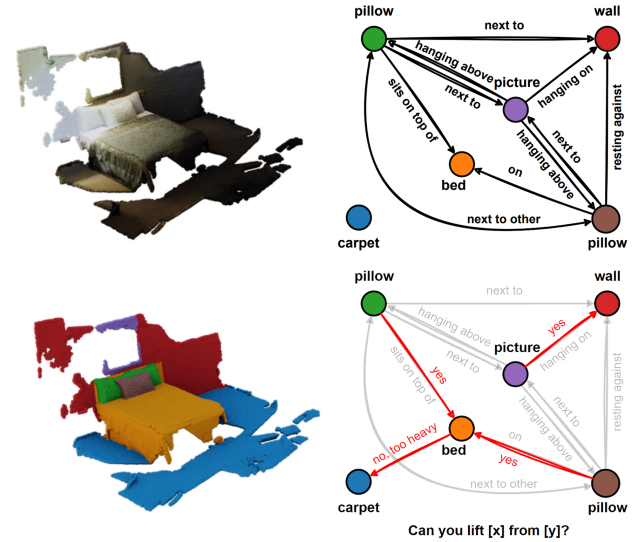 pillow
wall
next to
hanging above
picture
hanging on
sits on top of
next to
next to
hanging above
resting against
on
bed
next to other
carpet
pillow
pillow
wall
next to
hanging above
yes
picture
hanging on
yes
sits on top of
next to
next to
hanging above
resting against
no, too heavy
on
bed
yes
next to other
carpet
pillow
Can you lift [x] from [y]?